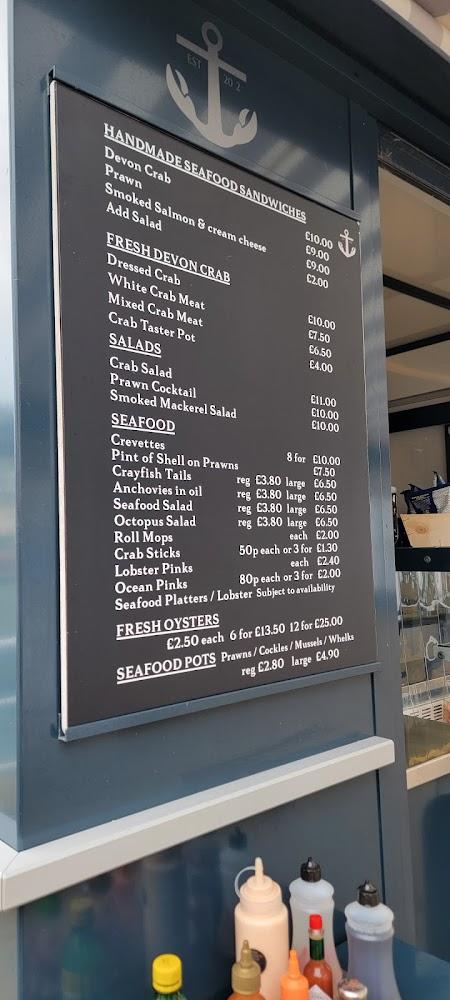 EST 20 2
HANDMADE SEAFOOD SANDWICHES
Devon Crab £10.00
Prawn £9.00
Smoked Salmon & cream cheese £9.00
Add Salad £2.00
FRESH DEVON CRAB
Dressed Crab £10.00
White Crab Meat £7.50
Mixed Crab Meat £6.50
Crab Taster Pot £4.00
SALADS
Crab Salad £11.00
Prawn Cocktail £10.00
Smoked Mackerel Salad £10.00
SEAFOOD
Crevettes 8 for £10.00
Pint of Shell on Prawns £7.50
Crayfish Tails reg £3.80 large £6.50
Anchovies in oil reg £3.80 large £6.50
Seafood Salad reg £3.80 large £6.50
Octopus Salad reg £3.80 large £6.50
Roll Mops each £2.00
Crab Sticks 50p each or 3 for £1.30
Lobster Pinks each £2.40
Ocean Pinks 80p each or 3 for £2.00
Seafood Platters / Lobster Subject to availability
FRESH OYSTERS
£2.50 each 6 for £13.50 12 for £25.00
SEAFOOD POTS Prawns / Cockles / Mussels / Whelks
reg £2.80 large £4.90